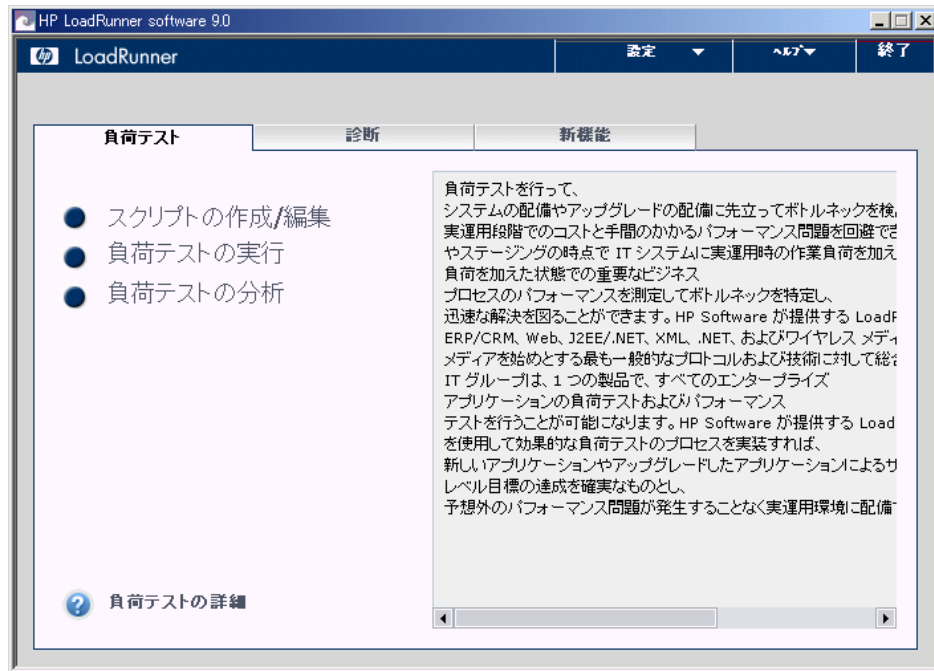 HP LoadRunner software 9.0
LoadRunner
設定
ヘルプ
終了
負荷テスト
診断
新機能
スクリプトの作成/編集
負荷テストの実行
負荷テストの分析
負荷テストを行って、
システムの配備やアップグレードの配備に先立ってボトルネックを検
実運用段階でのコストと手間のかかるパフォーマンス問題を回避でき
やステージングの時点で IT システムに実運用時の作業負荷を加え
負荷を加えた状態での重要なビジネス
プロセスのパフォーマンスを測定してボトルネックを特定し、
迅速な解決を図ることができます。HP Software が提供する LoadR
ERP/CRM、Web、J2EE/.NET、XML、.NET、およびワイヤレス メディ
メディアを始めとする最も一般的なプロトコルおよび技術に対して総合
IT グループは、1 つの製品で、すべてのエンタープライズ
アプリケーションの負荷テストおよびパフォーマンス
テストを行うことが可能になります。HP Software が提供する Load
を使用して効果的な負荷テストのプロセスを実装すれば、
新しいアプリケーションやアップグレードしたアプリケーションによるサ
レベル目標の達成を確実なものとし、
予想外のパフォーマンス問題が発生することなく実運用環境に配備
負荷テストの詳細